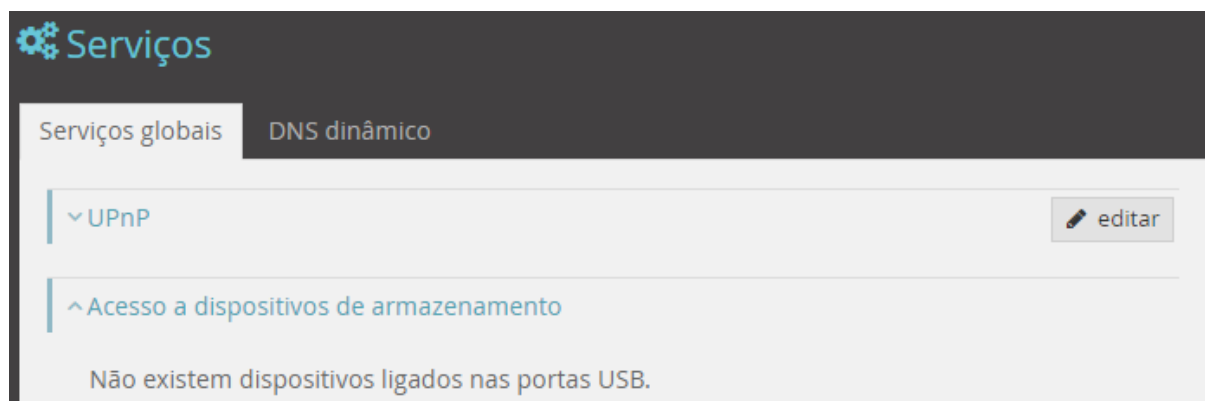 Serviços
Serviços globais DNS dinâmico
UPnP editar
Acesso a dispositivos de armazenamento
Não existem dispositivos ligados nas portas USB.